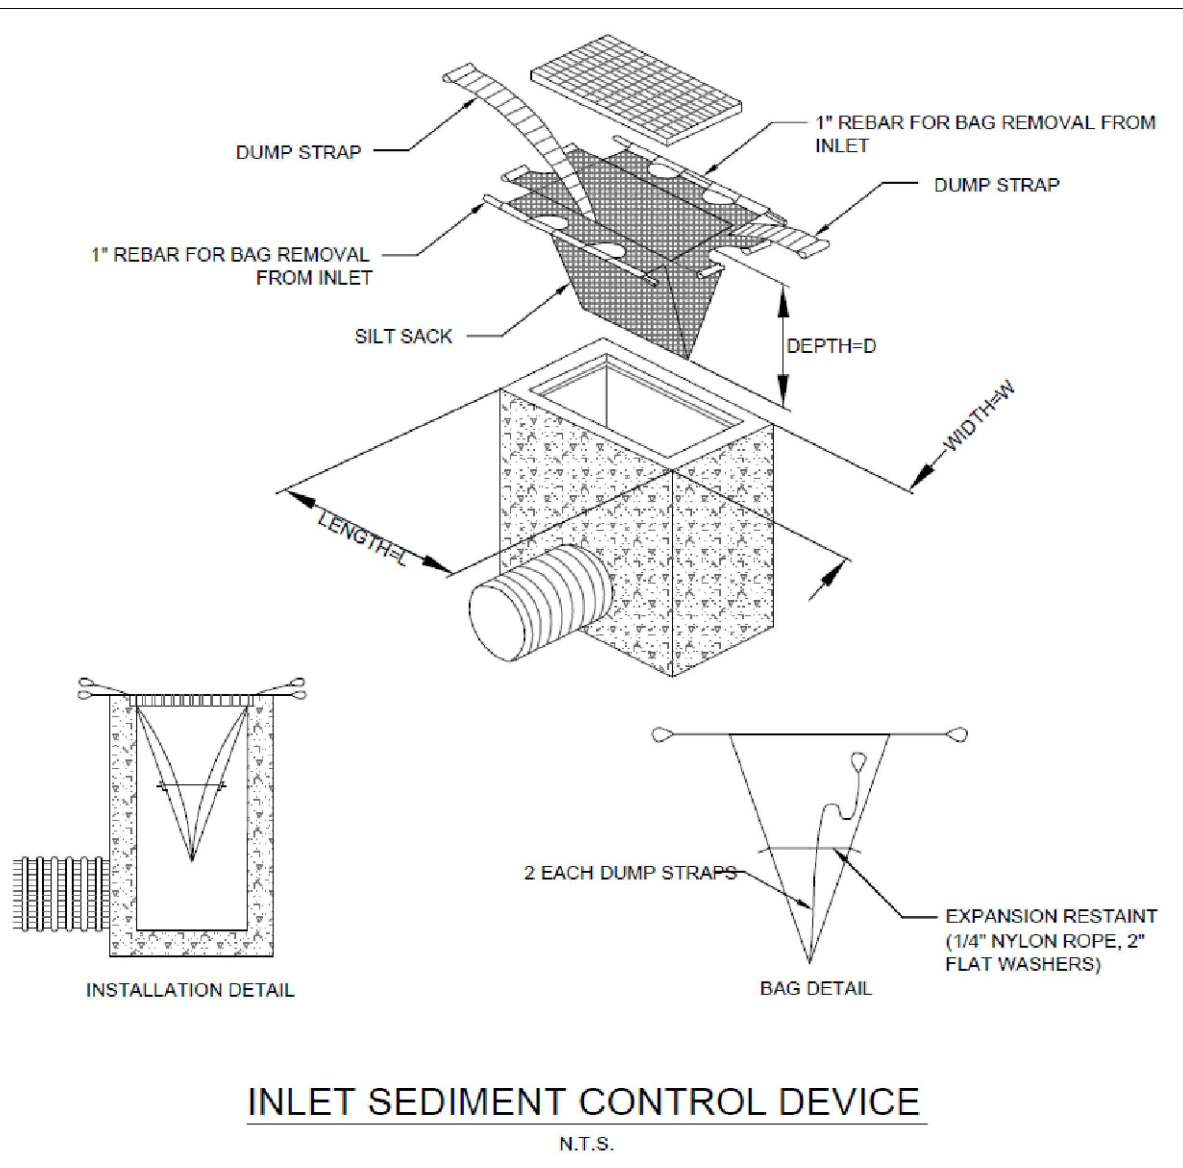 1" REBAR FOR BAG REMOVAL FROM
INLET
DUMP STRAP
DUMP STRAP
1" REBAR FOR BAG REMOVAL
FROM INLET
SILT SACK
DEPTH=D
WIDTH=W
LENGTH=L
2 EACH DUMP STRAPS
EXPANSION RESTAINT
(1/4" NYLON ROPE, 2"
FLAT WASHERS)
INSTALLATION DETAIL
BAG DETAIL
INLET SEDIMENT CONTROL DEVICE
N.T.S.